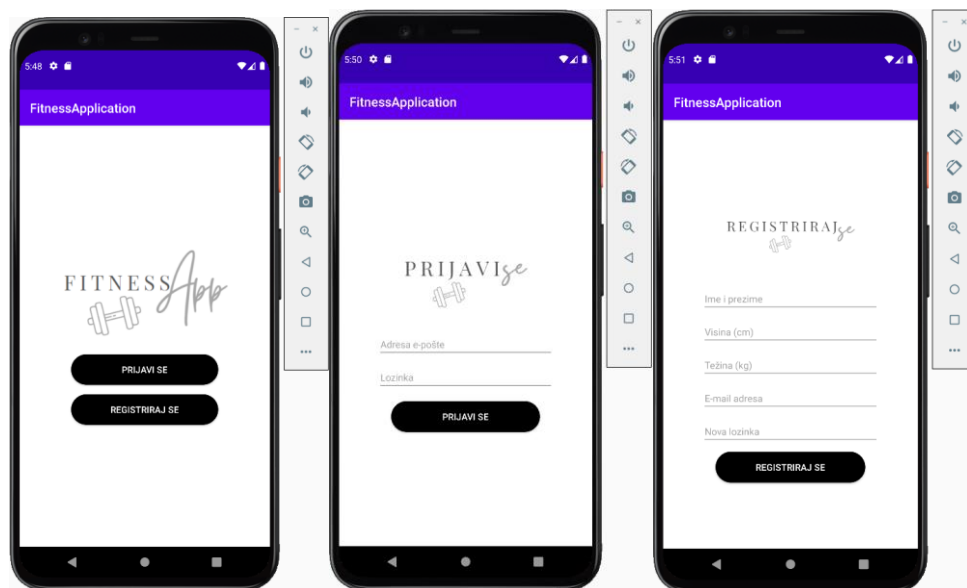 5:48
FitnessApplication
FITNESS App
PRIJAVI SE
REGISTRIRAJ SE
5:50
FitnessApplication
PRIJAVI se
Adresa e-pošte
Lozinka
PRIJAVI SE
5:51
FitnessApplication
REGISTRIRAJ se
Ime i prezime
Visina (cm)
Težina (kg)
E-mail adresa
Nova lozinka
REGISTRIRAJ SE